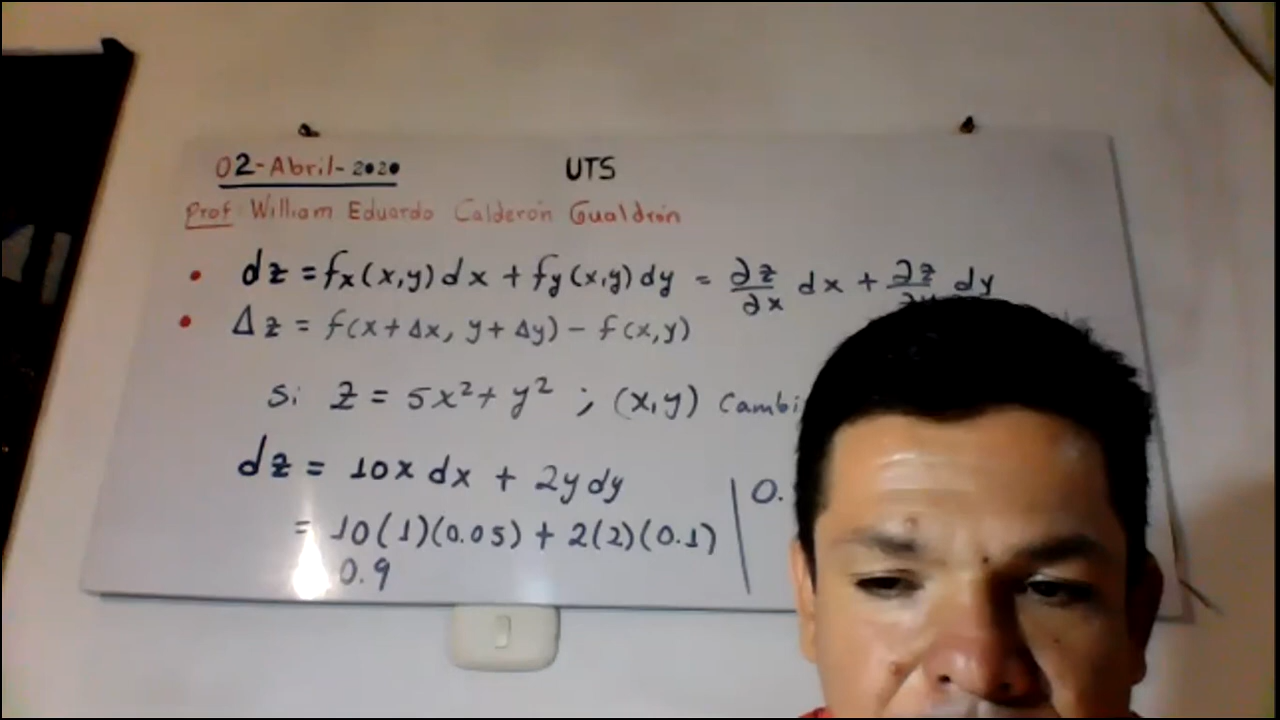 02-Abril-2020 UTS
Prof: William Eduardo Calderón Gualdrón
• dz = fx(x,y)dx + fy(x,y)dy = ∂z/∂x dx + ∂z/∂y dy
• Δz = f(x+Δx, y+Δy) - f(x,y)
Si z = 5x² + y² ; (x,y) Cambi
dz = 10x dx + 2y dy
= 10(1)(0.05) + 2(2)(0.1) | 0.
0.9